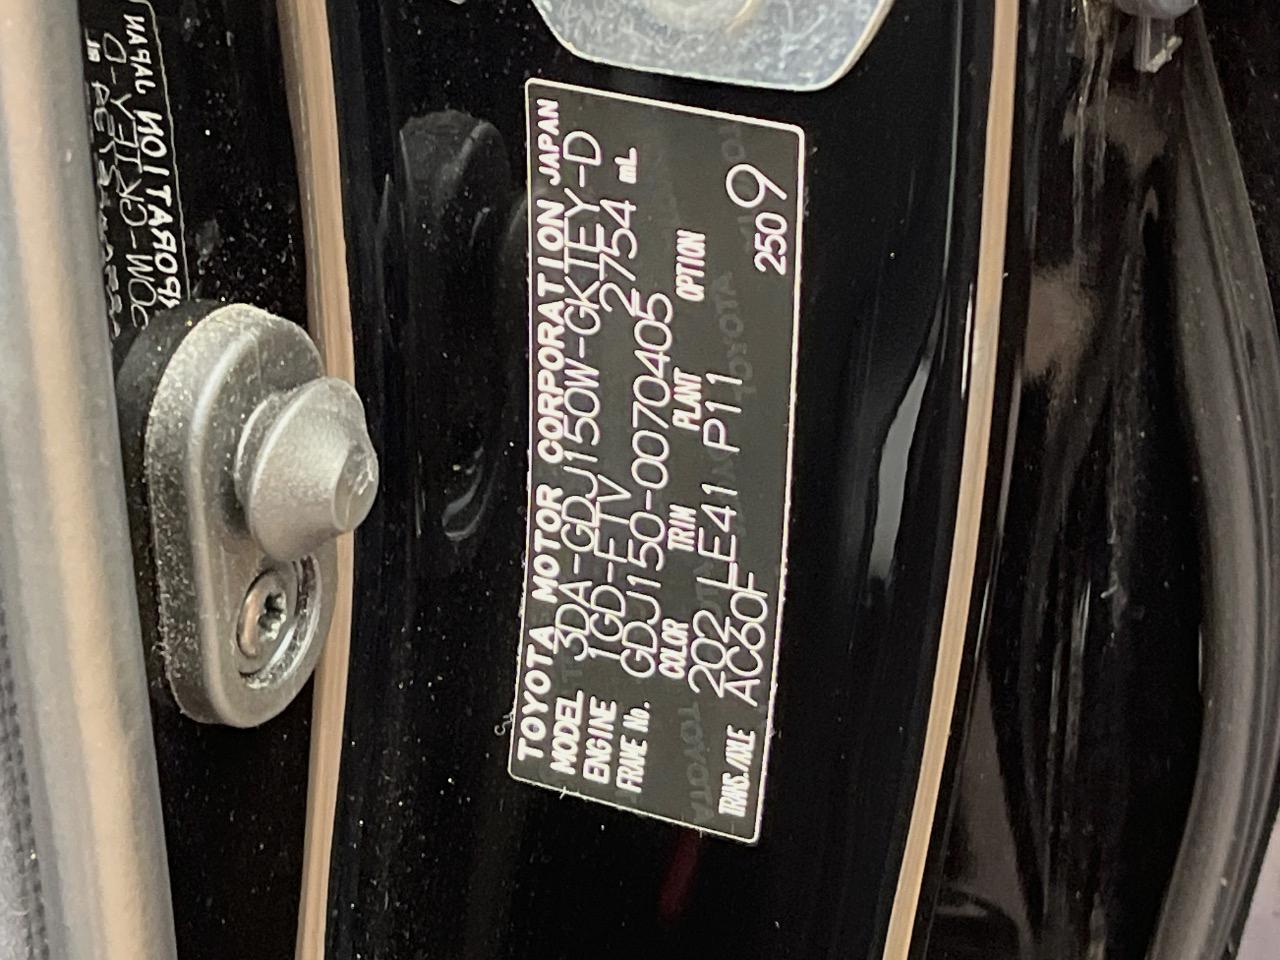 TOYOTA MOTOR CORPORATION JAPAN
MODEL 3DA-GDJ150W-GKTEY-D
ENGINE 1GD-FTV 2754 mL
FRAME No. GDJ150-0070405
COLOR TRIM PLANT OPTION
202 LE41 P11
TRANS./AXLE AC60F 2509